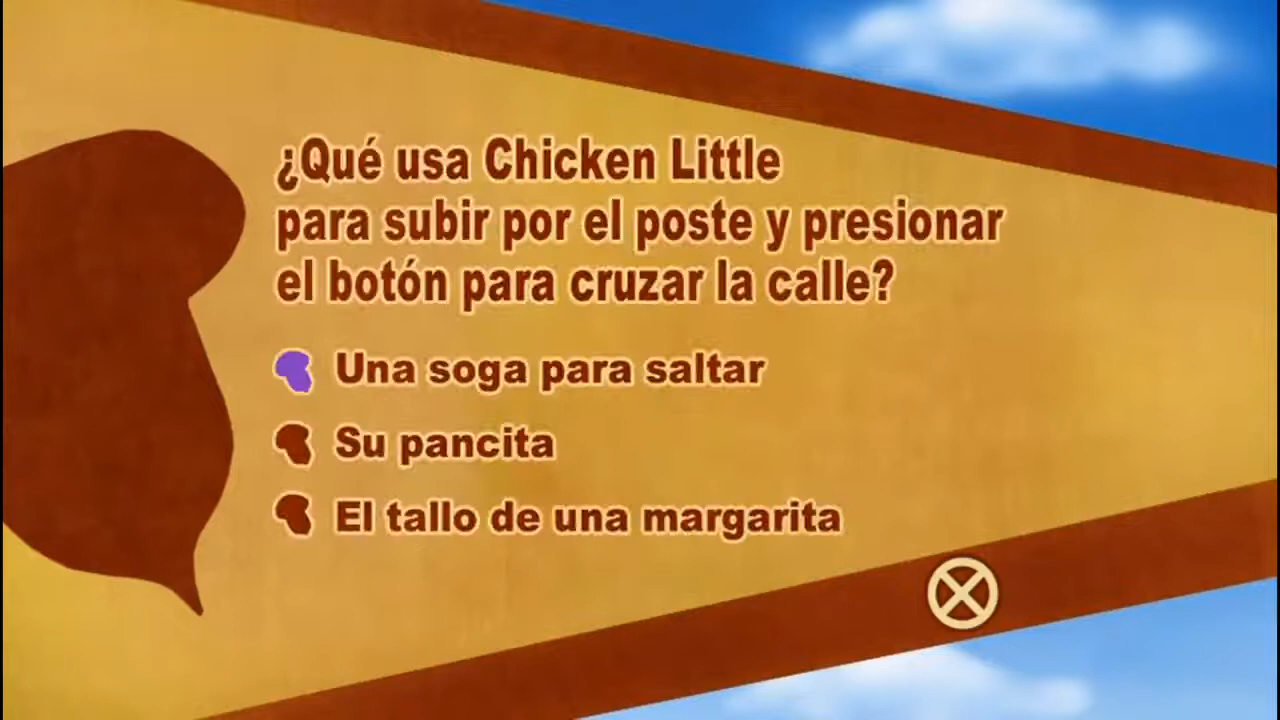 ¿Qué usa Chicken Little
para subir por el poste y presionar
el botón para cruzar la calle?
Una soga para saltar
Su pancita
El tallo de una margarita